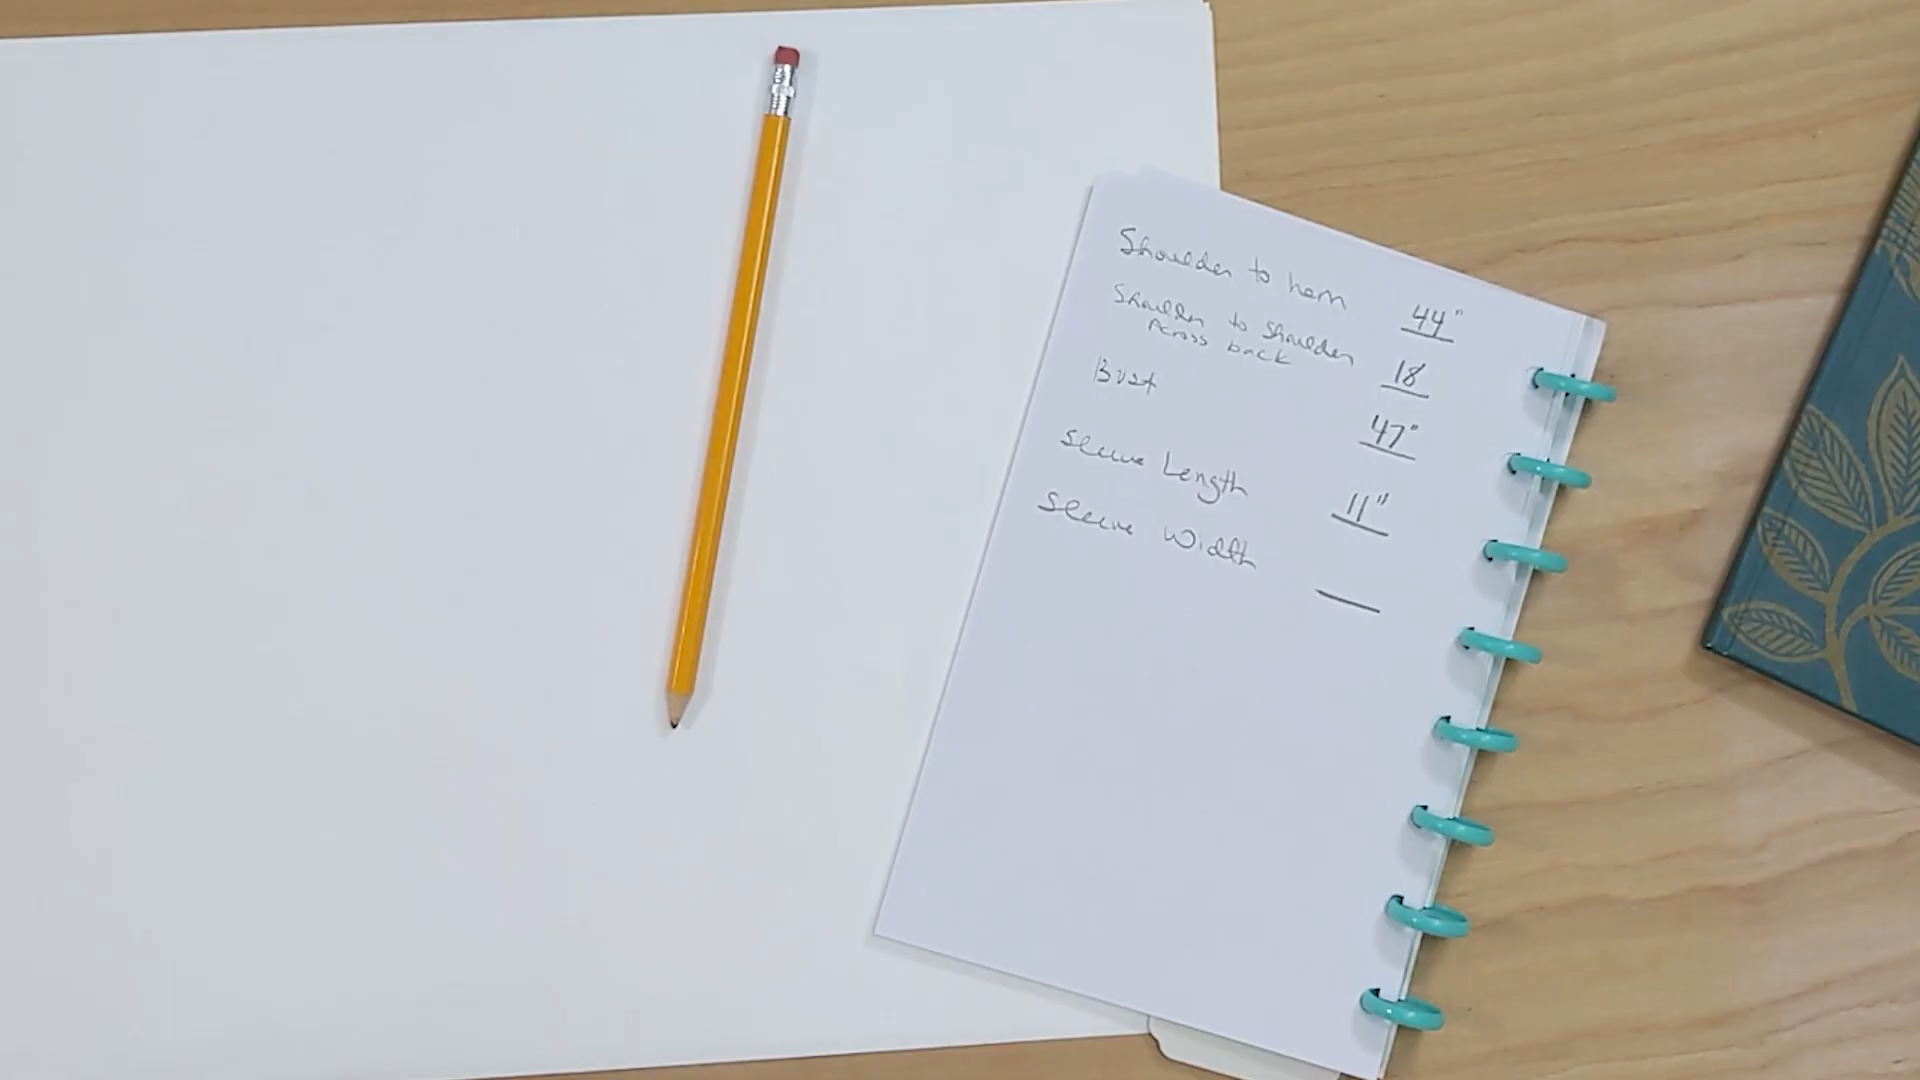 Shoulder to hem 44"
Shoulder to Shoulder 18
Across back
Bust 47"
Sleeve Length 11"
Sleeve Width